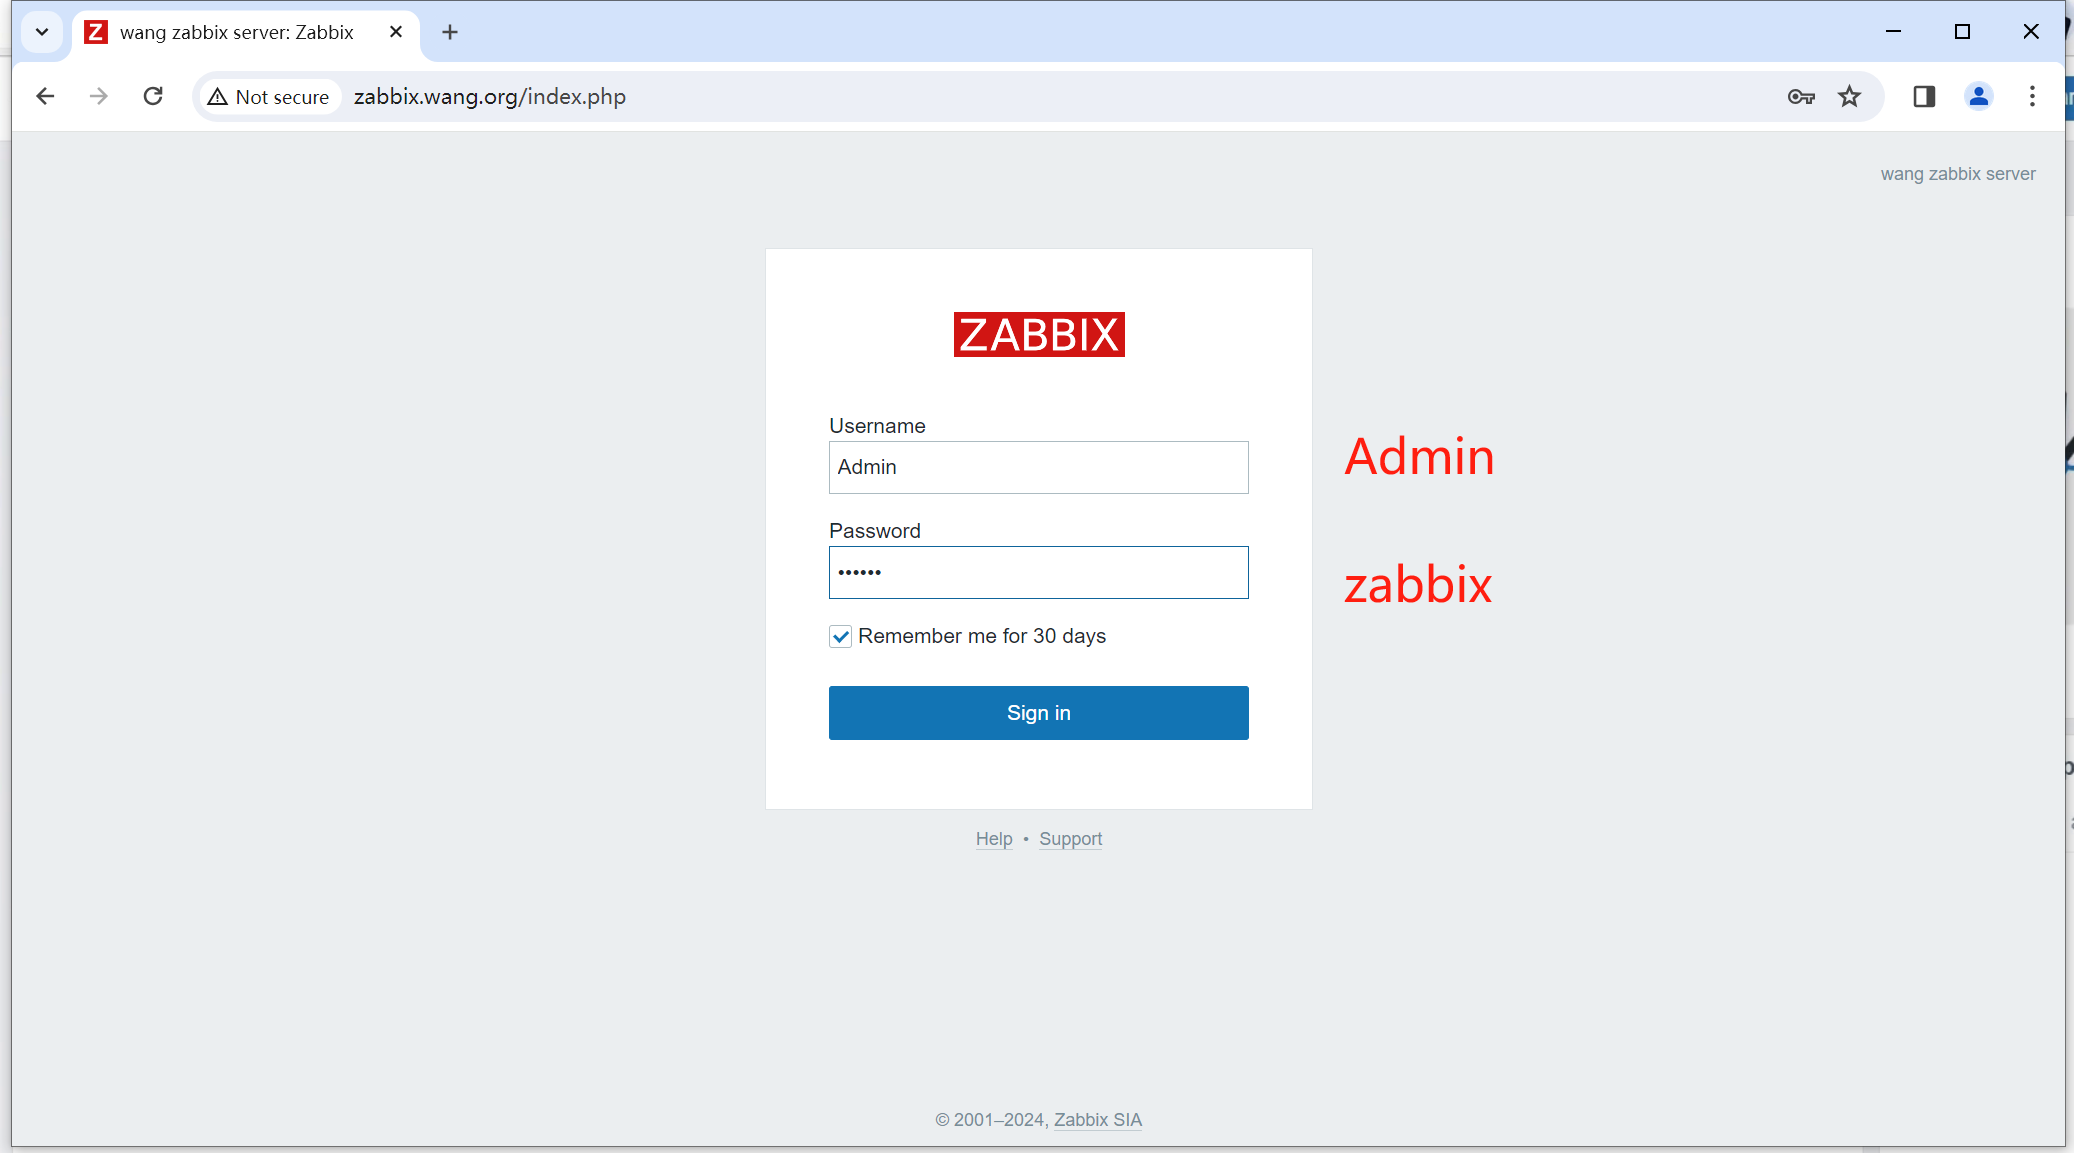 Z wang zabbix server: Zabbix
Not secure zabbix.wang.org/index.php
wang zabbix server
ZABBIX
Username
Admin
Admin
Password
••••••
zabbix
Remember me for 30 days
Sign in
Help • Support
© 2001–2024, Zabbix SIA